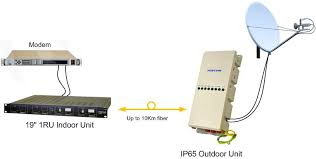 Modem
19" 1RU Indoor Unit
Up to 10Km fiber
IP65 Outdoor Unit